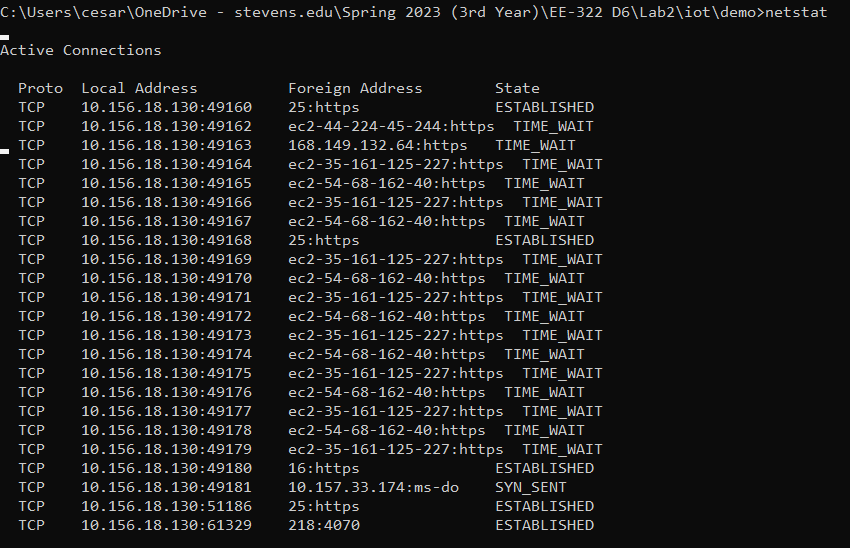 C:\Users\cesar\OneDrive - stevens.edu\Spring 2023 (3rd Year)\EE-322 D6\Lab2\iot\demo>netstat
Active Connections
Proto  Local Address          Foreign Address        State
TCP    10.156.18.130:49160    25:https               ESTABLISHED
TCP    10.156.18.130:49162    ec2-44-224-45-244:https  TIME_WAIT
TCP    10.156.18.130:49163    168.149.132.64:https   TIME_WAIT
TCP    10.156.18.130:49164    ec2-35-161-125-227:https  TIME_WAIT
TCP    10.156.18.130:49165    ec2-54-68-162-40:https  TIME_WAIT
TCP    10.156.18.130:49166    ec2-35-161-125-227:https  TIME_WAIT
TCP    10.156.18.130:49167    ec2-54-68-162-40:https  TIME_WAIT
TCP    10.156.18.130:49168    25:https               ESTABLISHED
TCP    10.156.18.130:49169    ec2-35-161-125-227:https  TIME_WAIT
TCP    10.156.18.130:49170    ec2-54-68-162-40:https  TIME_WAIT
TCP    10.156.18.130:49171    ec2-35-161-125-227:https  TIME_WAIT
TCP    10.156.18.130:49172    ec2-54-68-162-40:https  TIME_WAIT
TCP    10.156.18.130:49173    ec2-35-161-125-227:https  TIME_WAIT
TCP    10.156.18.130:49174    ec2-54-68-162-40:https  TIME_WAIT
TCP    10.156.18.130:49175    ec2-35-161-125-227:https  TIME_WAIT
TCP    10.156.18.130:49176    ec2-54-68-162-40:https  TIME_WAIT
TCP    10.156.18.130:49177    ec2-35-161-125-227:https  TIME_WAIT
TCP    10.156.18.130:49178    ec2-54-68-162-40:https  TIME_WAIT
TCP    10.156.18.130:49179    ec2-35-161-125-227:https  TIME_WAIT
TCP    10.156.18.130:49180    16:https               ESTABLISHED
TCP    10.156.18.130:49181    10.157.33.174:ms-do    SYN_SENT
TCP    10.156.18.130:51186    25:https               ESTABLISHED
TCP    10.156.18.130:61329    218:4070               ESTABLISHED